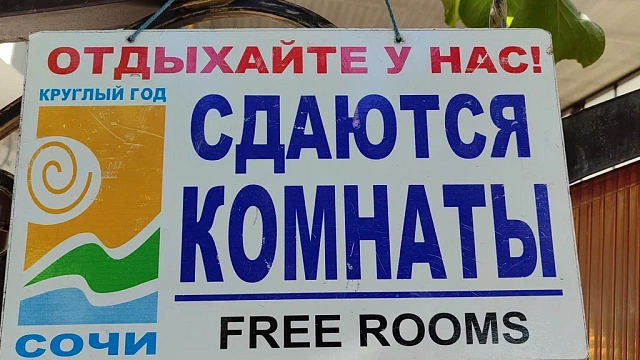 ОТДЫХАЙТЕ У НАС!
КРУГЛЫЙ ГОД
СДАЮТСЯ
КОМНАТЫ
FREE ROOMS
СОЧИ